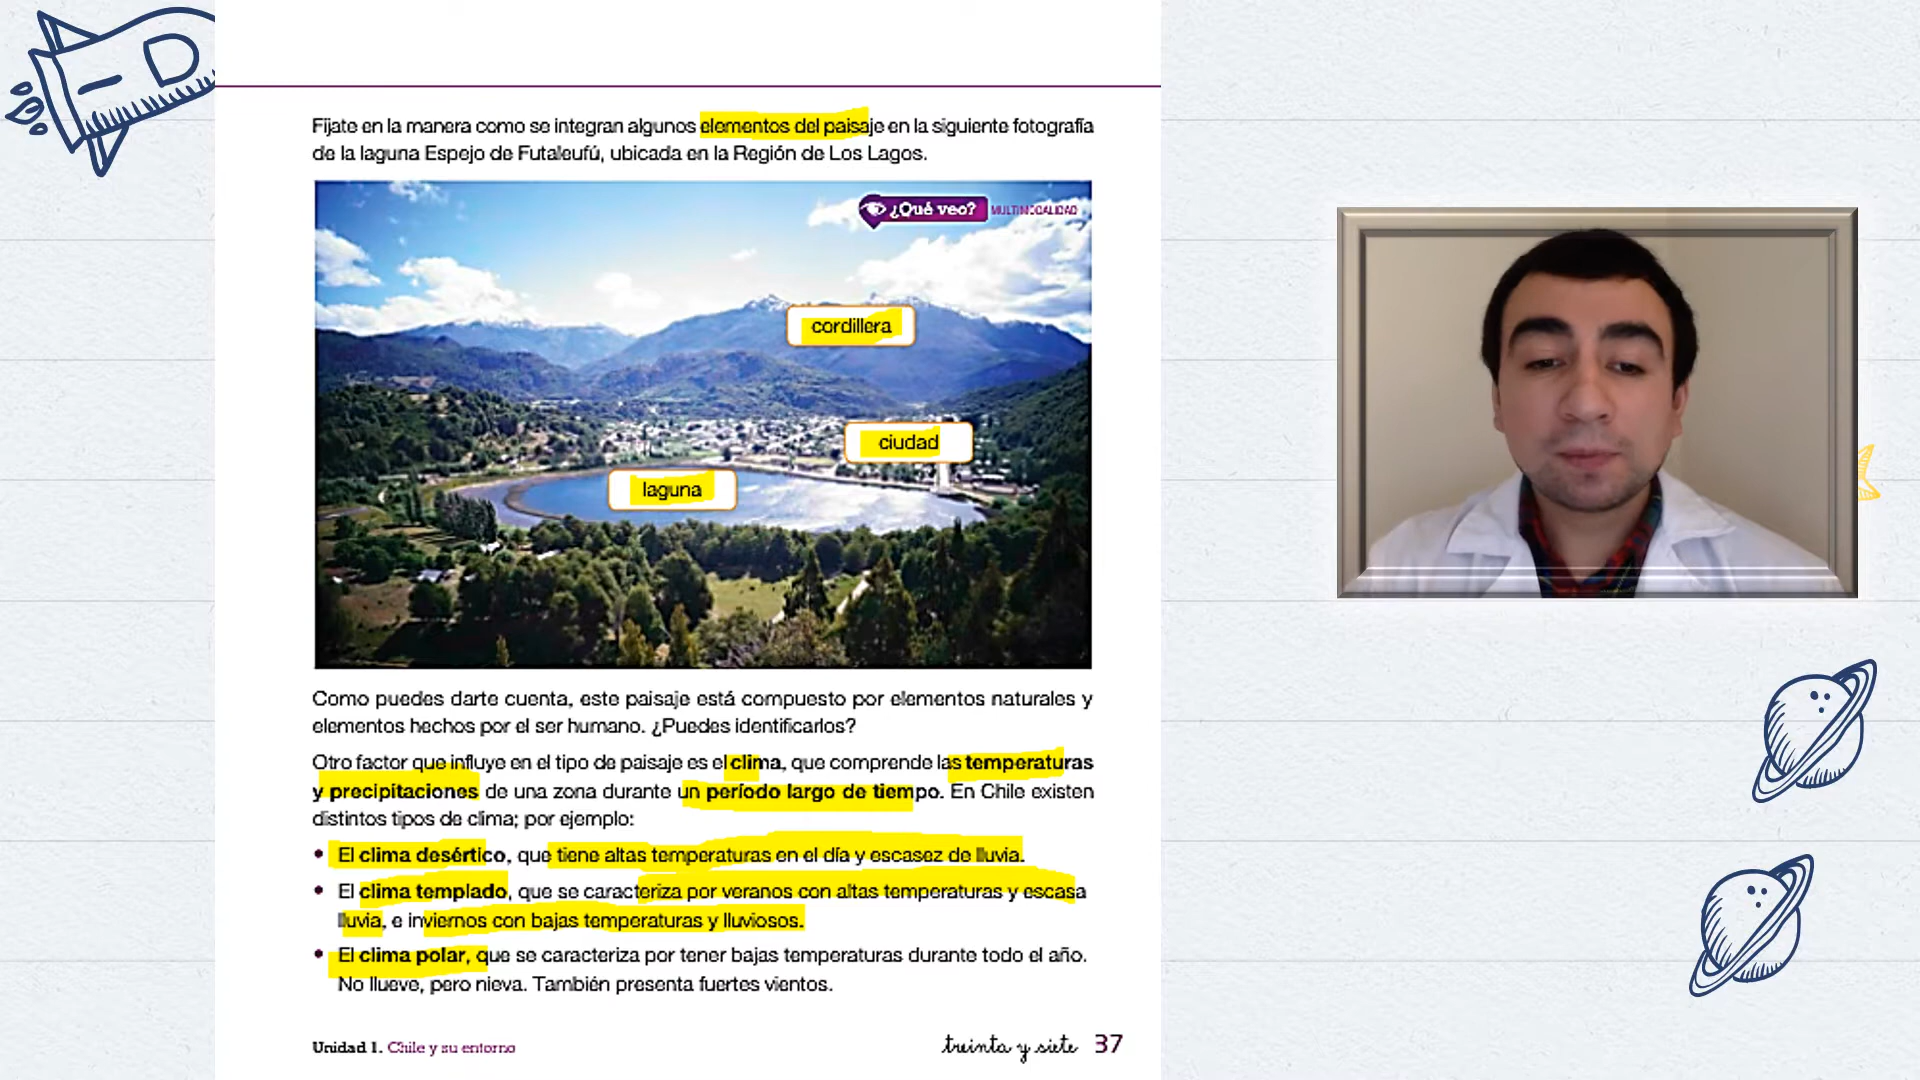 Fíjate en la manera como se integran algunos elementos del paisaje en la siguiente fotografía
de la laguna Espejo de Futaleufú, ubicada en la Región de Los Lagos.
¿Qué veo? MULTIMODALIDAD
cordillera
ciudad
laguna
Como puedes darte cuenta, este paisaje está compuesto por elementos naturales y
elementos hechos por el ser humano. ¿Puedes identificarlos?
Otro factor que influye en el tipo de paisaje es el clima, que comprende las temperaturas
y precipitaciones de una zona durante un período largo de tiempo. En Chile existen
distintos tipos de clima; por ejemplo:
• El clima desértico, que tiene altas temperaturas en el día y escasez de lluvia.
• El clima templado, que se caracteriza por veranos con altas temperaturas y escasa
lluvia, e inviernos con bajas temperaturas y lluviosos.
• El clima polar, que se caracteriza por tener bajas temperaturas durante todo el año.
No llueve, pero nieva. También presenta fuertes vientos.
Unidad 1. Chile y su entorno
treinta y siete 37